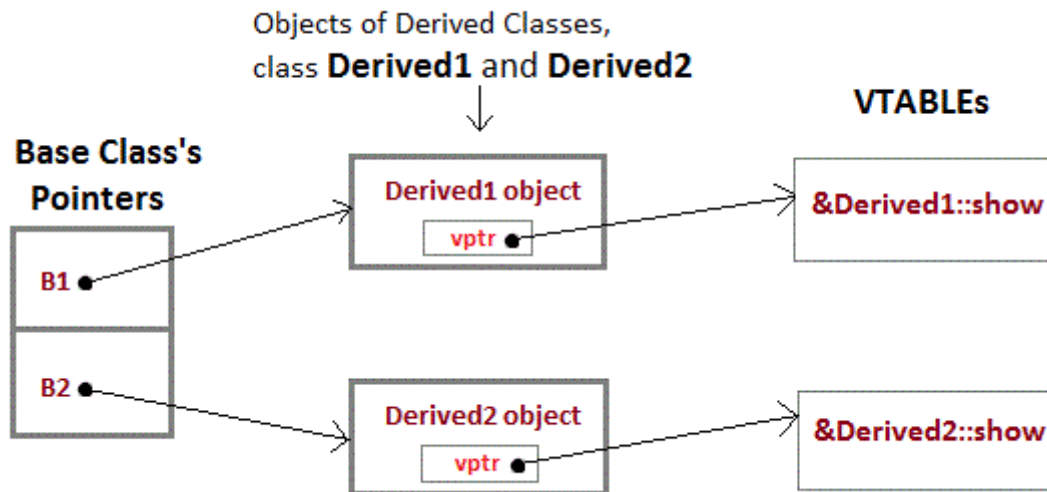 Objects of Derived Classes,
class Derived1 and Derived2
VTABLEs
Base Class's
Pointers
B1
B2
Derived1 object
vptr
&Derived1::show
Derived2 object
vptr
&Derived2::show